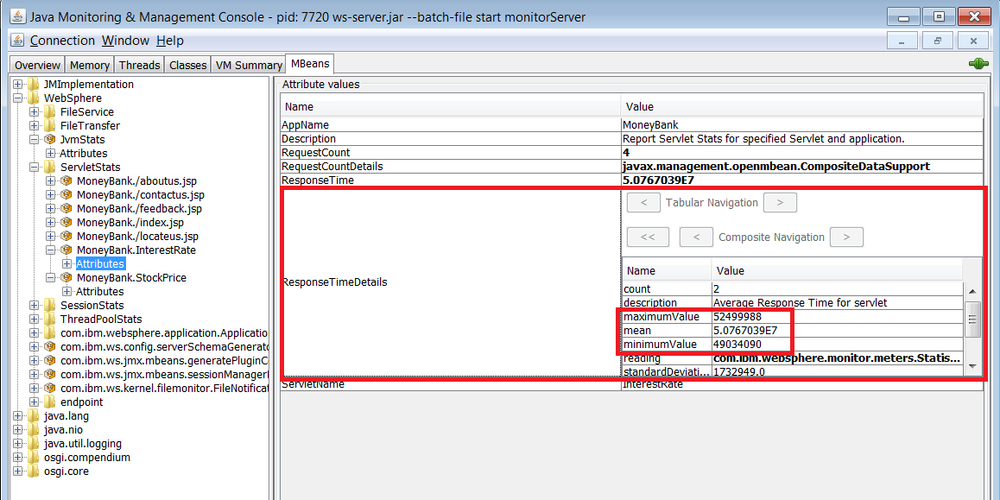 Java Monitoring & Management Console - pid: 7720 ws-server.jar --batch-file start monitorServer
Connection Window Help
Overview Memory Threads Classes VM Summary MBeans
JMImplementation
WebSphere
FileService
FileTransfer
JvmStats
Attributes
ServletStats
MoneyBank./aboutus.jsp
MoneyBank./contactus.jsp
MoneyBank./feedback.jsp
MoneyBank./index.jsp
MoneyBank./locateus.jsp
MoneyBank.InterestRate
Attributes
MoneyBank.StockPrice
Attributes
SessionStats
ThreadPoolStats
com.ibm.websphere.application.Applicatio
com.ibm.ws.config.serverSchemaGenerato
com.ibm.ws.jmx.mbeans.generatePluginC
com.ibm.ws.jmx.mbeans.sessionManager
com.ibm.ws.kernel.filemonitor.FileNotificat
endpoint
java.lang
java.nio
java.util.logging
osgi.compendium
osgi.core
Attribute values
Name Value
AppName MoneyBank
Description Report Servlet Stats for specified Servlet and application.
RequestCount 4
RequestCountDetails javax.management.openmbean.CompositeDataSupport
ResponseTime 5.0767039E7
ResponseTimeDetails
< Tabular Navigation >
<< < Composite Navigation >
Name Value
count 2
description Average Response Time for servlet
maximumValue 52499988
mean 5.0767039E7
minimumValue 49034090
reading com.ibm.websphere.monitor.meters.Statis...
standardDeviati... 1732949.0
ServletName InterestRate